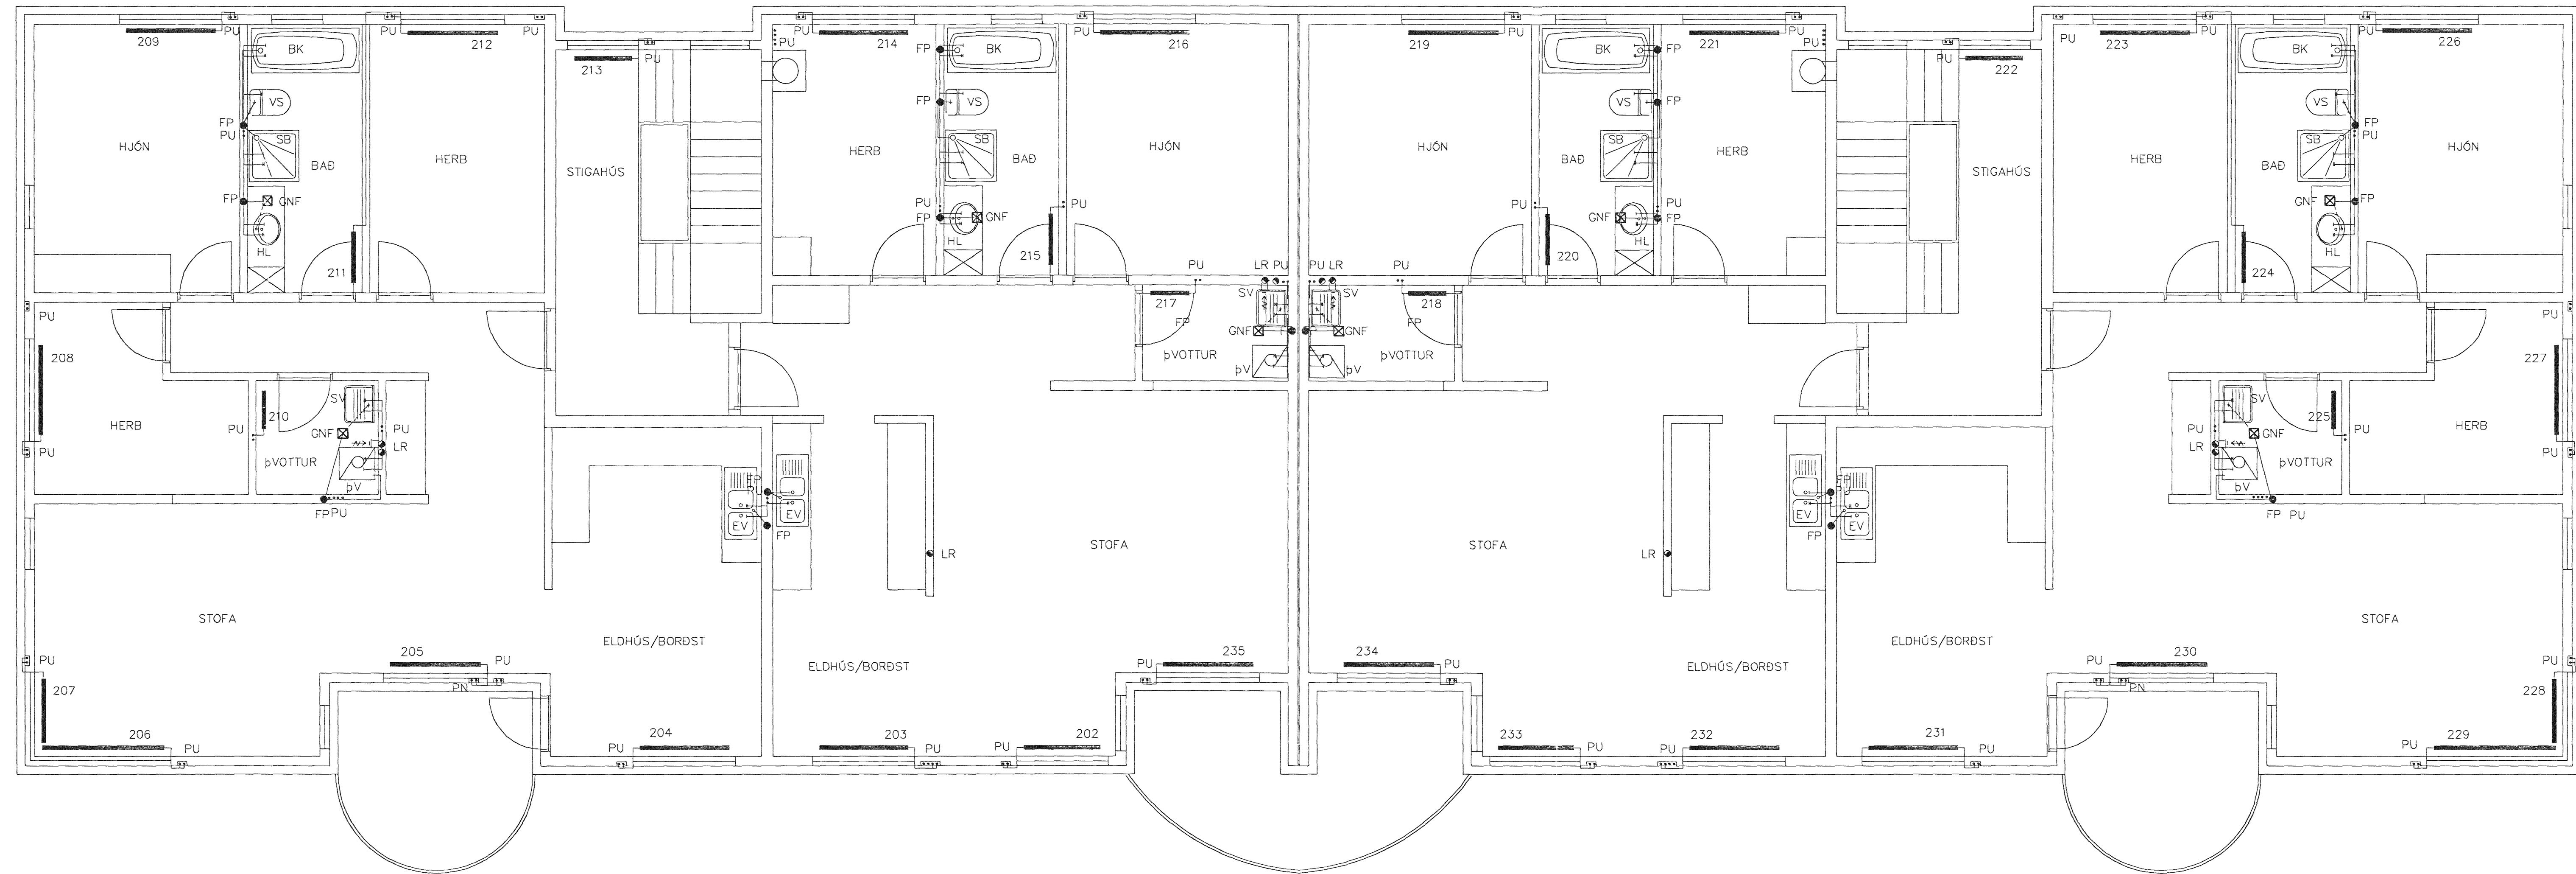 209 PU BK PU 212 PU
213 PU
PU 214 FP BK PU 216
PU
219 PU BK FP 221 PU
PU
PU 222
PU 223 PU BK PU 226
VS FP VS VS FP VS
FP FP
PU PU
SB SB SB SB
HJÓN BAÐ HERB STIGAHÚS HERB BAÐ HJÓN HJÓN BAÐ HERB STIGAHÚS HERB BAÐ HJÓN
FP GNF PU FP GNF PU GNF PU FP GNF FP
HL HL HL HL
211 215 220 224
PU LR PU PU LR PU
217 SV SV 218
PU FP GNF F GNF FP PU
þVOTTUR þV þV þVOTTUR
208 227
210 SV SV 225
HERB PU GNF PU PU GNF PU HERB
PU LR LR PU
þVOTTUR þV þV þVOTTUR
FP PU FP PU
FP FP
PU PU
EV EV EV EV
FP FP
STOFA LR LR STOFA
STOFA STOFA
ELDHÚS/BORÐST ELDHÚS/BORÐST
ELDHÚS/BORÐST ELDHÚS/BORÐST
PU 205 PU PU 235 234 PU PU 230 PU
207 PN PN 228
206 PU PU 204 203 PU PU 202 233 PU PU 232 231 PU PU 229